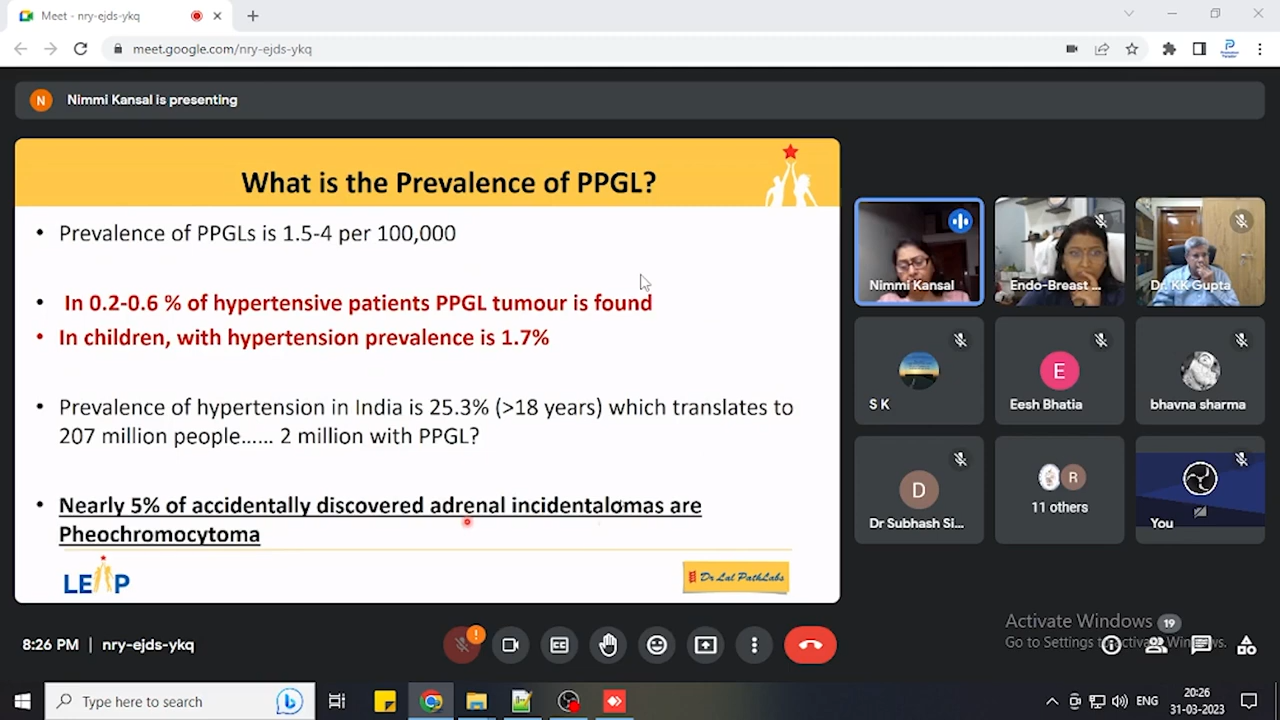 Meet - nry-ejds-ykq
meet.google.com/nry-ejds-ykq
N
Nimmi Kansal is presenting
What is the Prevalence of PPGL?
• Prevalence of PPGLs is 1.5-4 per 100,000
• In 0.2-0.6 % of hypertensive patients PPGL tumour is found
• In children, with hypertension prevalence is 1.7%
• Prevalence of hypertension in India is 25.3% (>18 years) which translates to
207 million people...... 2 million with PPGL?
• Nearly 5% of accidentally discovered adrenal incidentalomas are
Pheochromocytoma
LEAP
Dr Lal PathLabs
Nimmi Kansal
Endo-Breast ...
Dr. KK Gupta
S K
E
Eesh Bhatia
bhavna sharma
D
Dr Subhash Si...
R
11 others
You
Activate Windows
Go to Settings to activate Windows.
19
8:26 PM | nry-ejds-ykq
Type here to search
ENG
20:26
31-03-2023